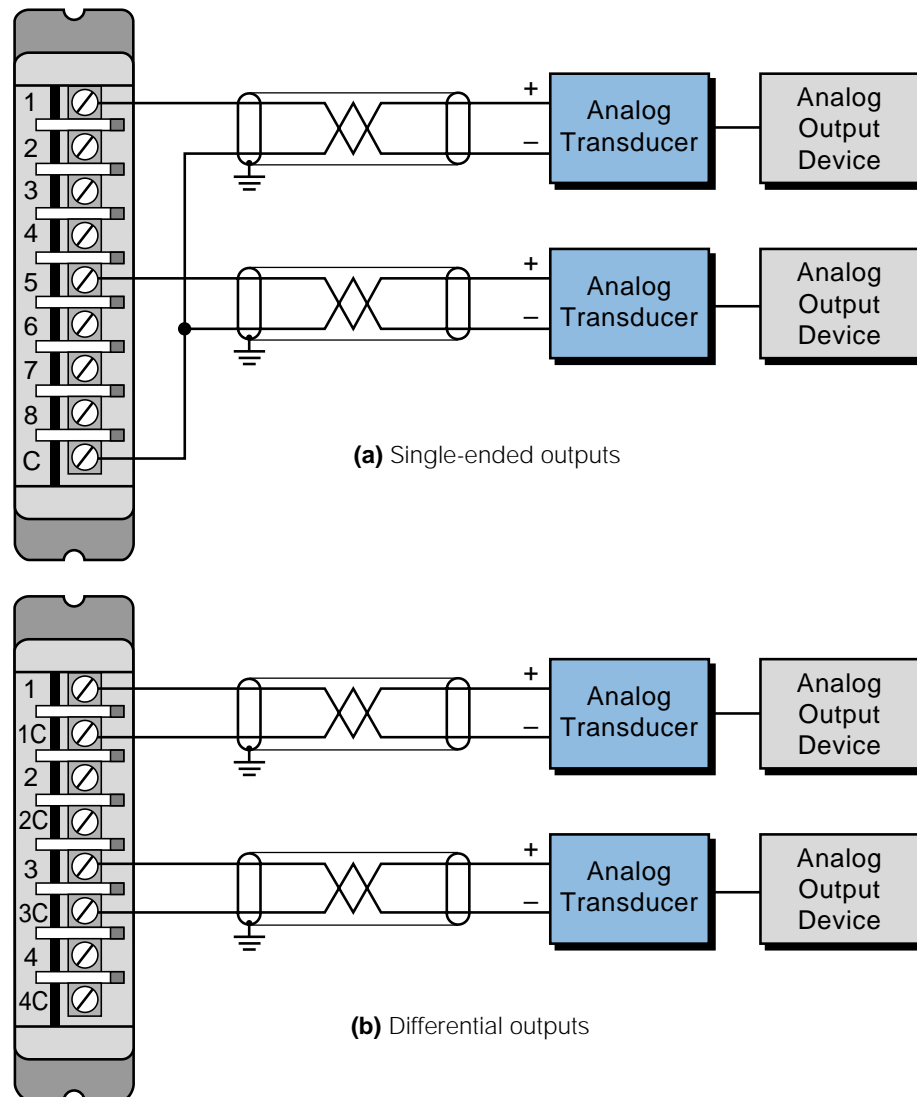 1
2
3
4
5
6
7
8
C
+
–
Analog
Transducer
Analog
Output
Device
+
–
Analog
Transducer
Analog
Output
Device
(a) Single-ended outputs
1
1C
2
2C
3
3C
4
4C
+
–
Analog
Transducer
Analog
Output
Device
+
–
Analog
Transducer
Analog
Output
Device
(b) Differential outputs